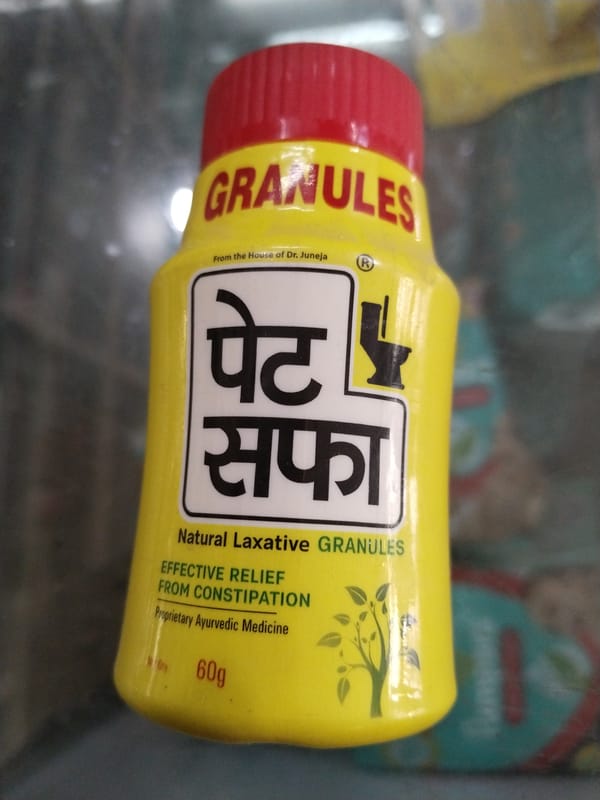 GRANULES
From the House of Dr. Juneja
®
पेट
सफा
Natural Laxative GRANULES
EFFECTIVE RELIEF
FROM CONSTIPATION
Proprietary Ayurvedic Medicine
60g